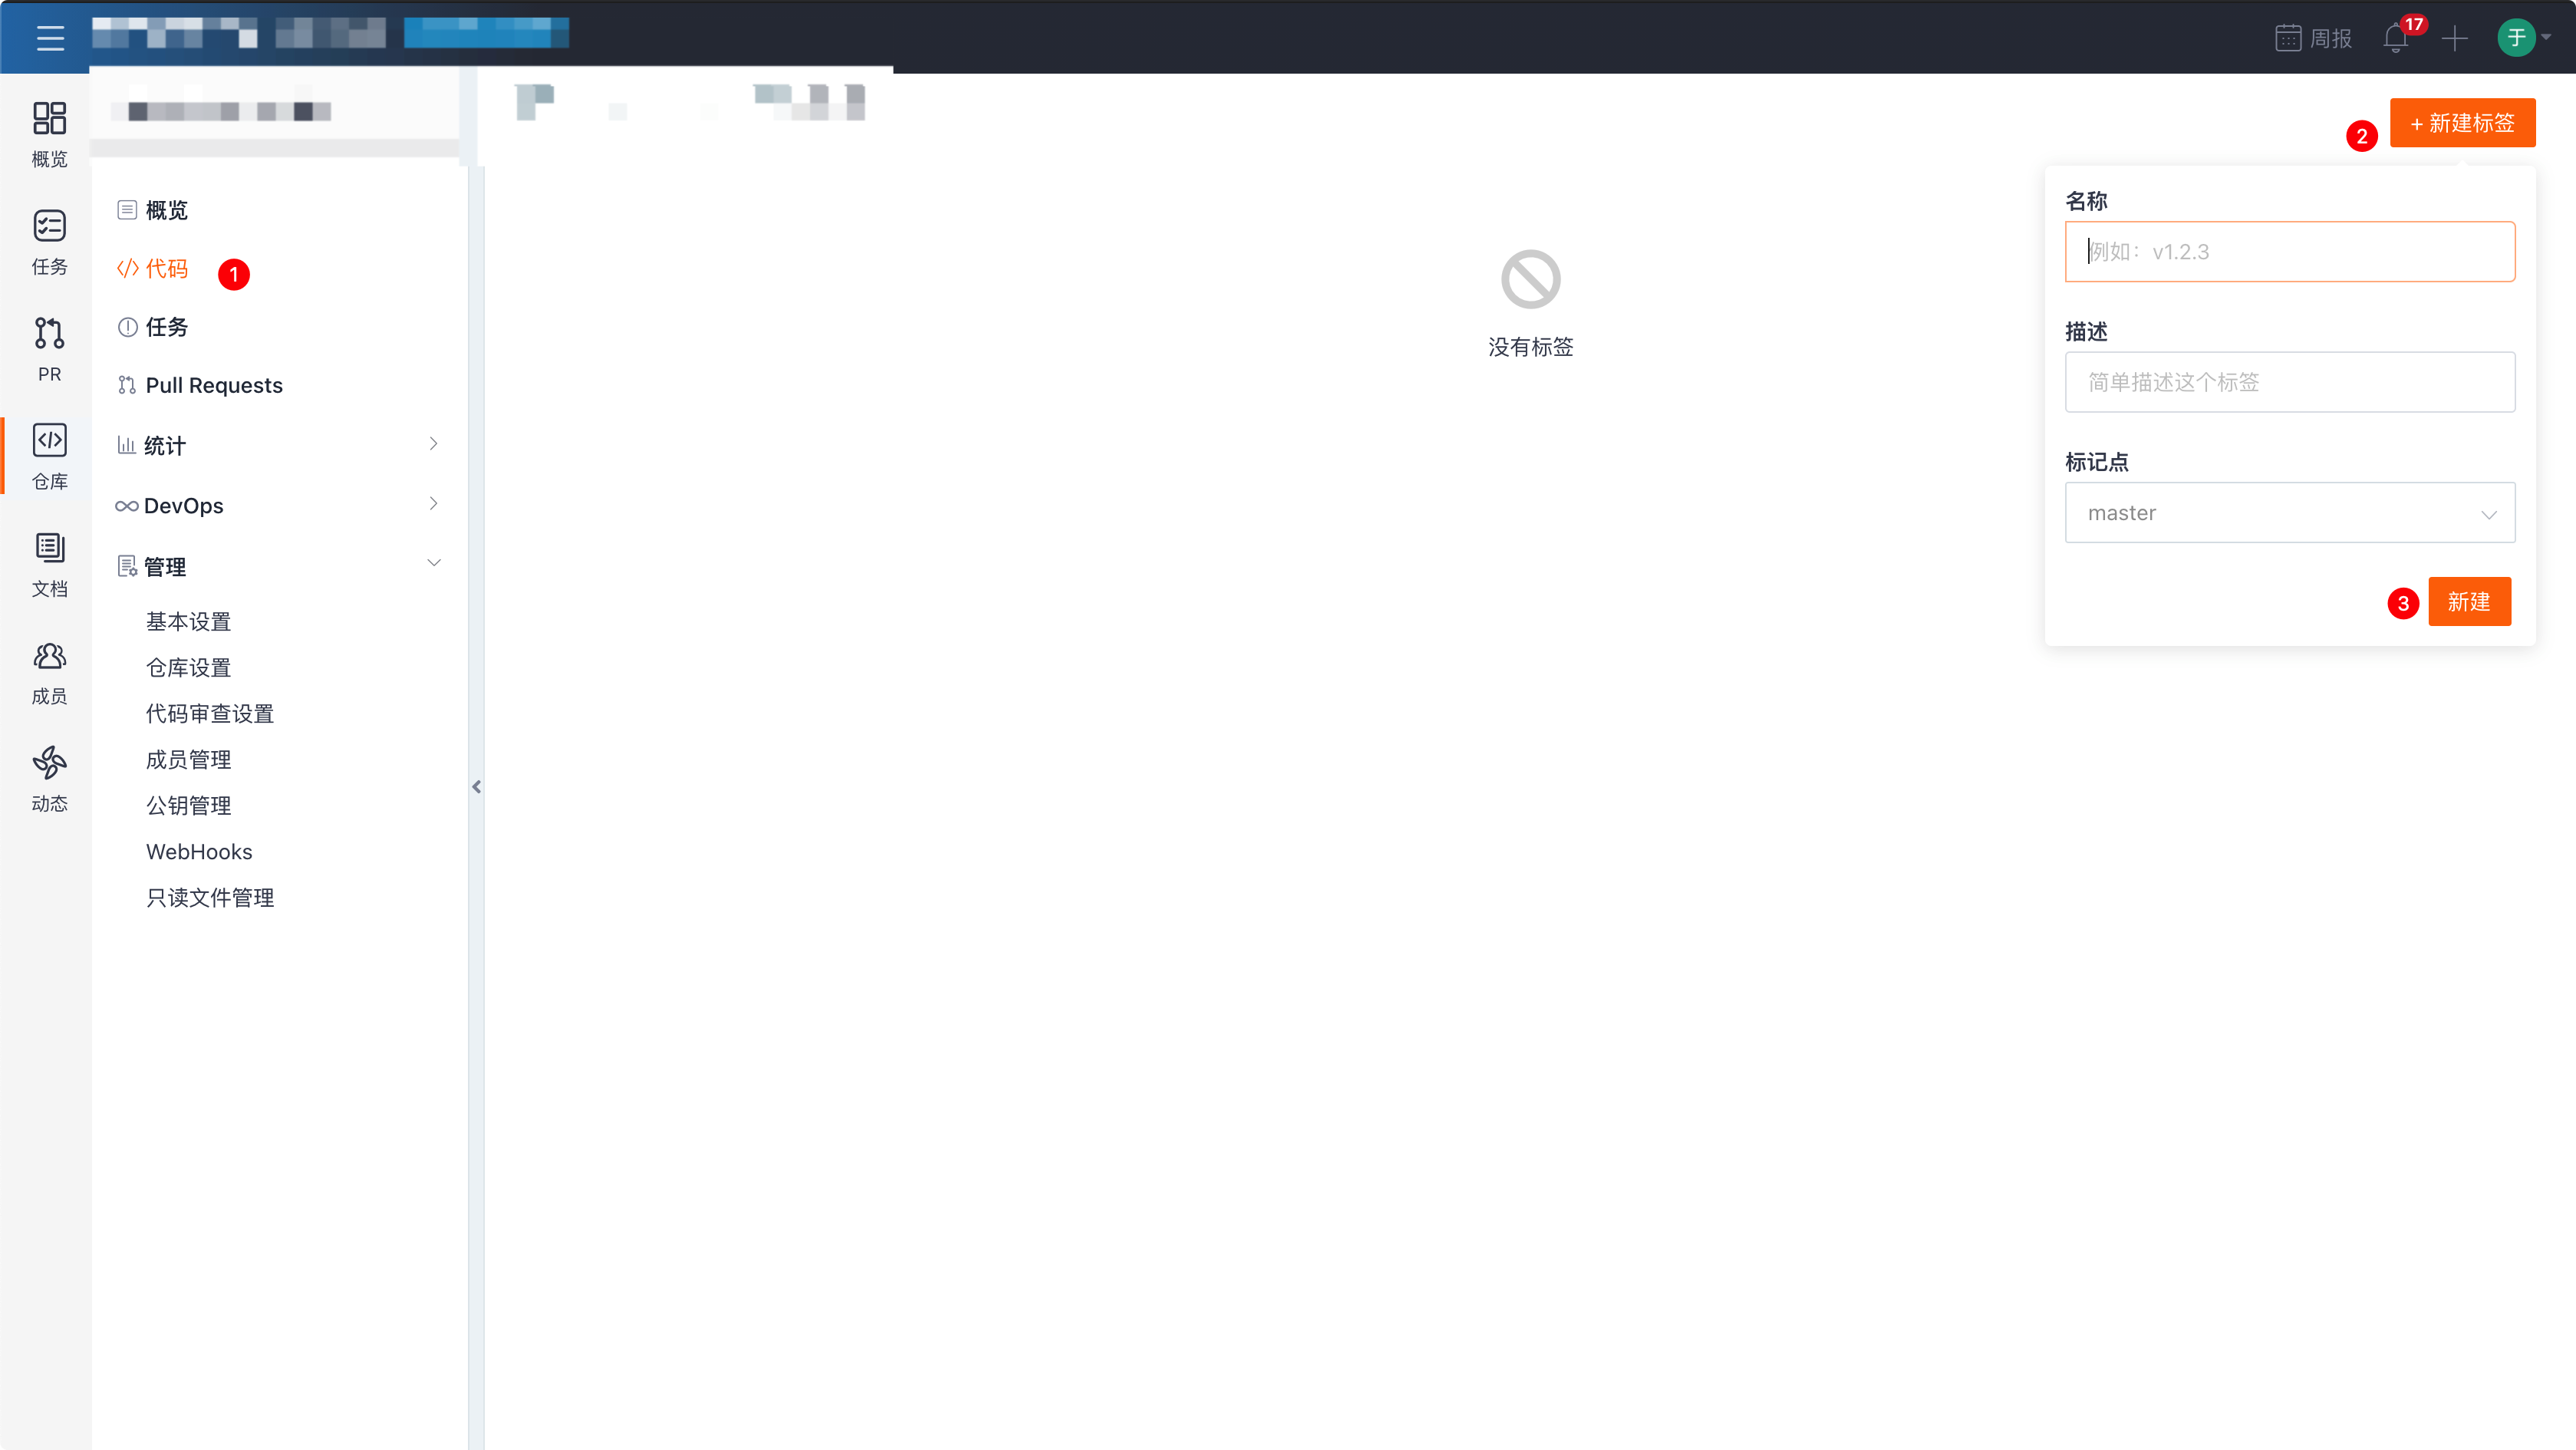 周报
17
于
概览
任务
PR
仓库
文档
成员
动态
概览
代码
1
任务
Pull Requests
统计
DevOps
管理
基本设置
仓库设置
代码审查设置
成员管理
公钥管理
WebHooks
只读文件管理
没有标签
2
+ 新建标签
名称
例如：v1.2.3
描述
简单描述这个标签
标记点
master
3
新建